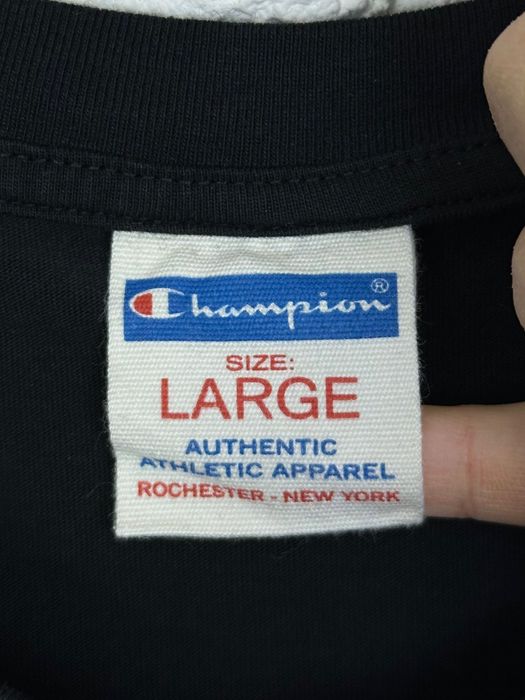 Champion®
SIZE:
LARGE
AUTHENTIC
ATHLETIC APPAREL
ROCHESTER - NEW YORK